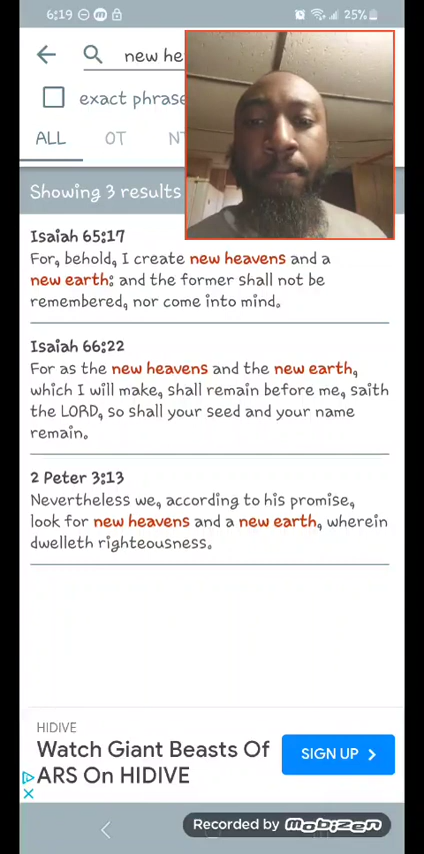 6:19
25%
new he
exact phrase
ALL OT NT
Showing 3 results
Isaiah 65:17
For, behold, I create new heavens and a
new earth: and the former shall not be
remembered, nor come into mind.
Isaiah 66:22
For as the new heavens and the new earth,
which I will make, shall remain before me, saith
the LORD, so shall your seed and your name
remain.
2 Peter 3:13
Nevertheless we, according to his promise,
look for new heavens and a new earth, wherein
dwelleth righteousness.
HIDIVE
Watch Giant Beasts Of
ARS On HIDIVE
SIGN UP
Recorded by mobizen